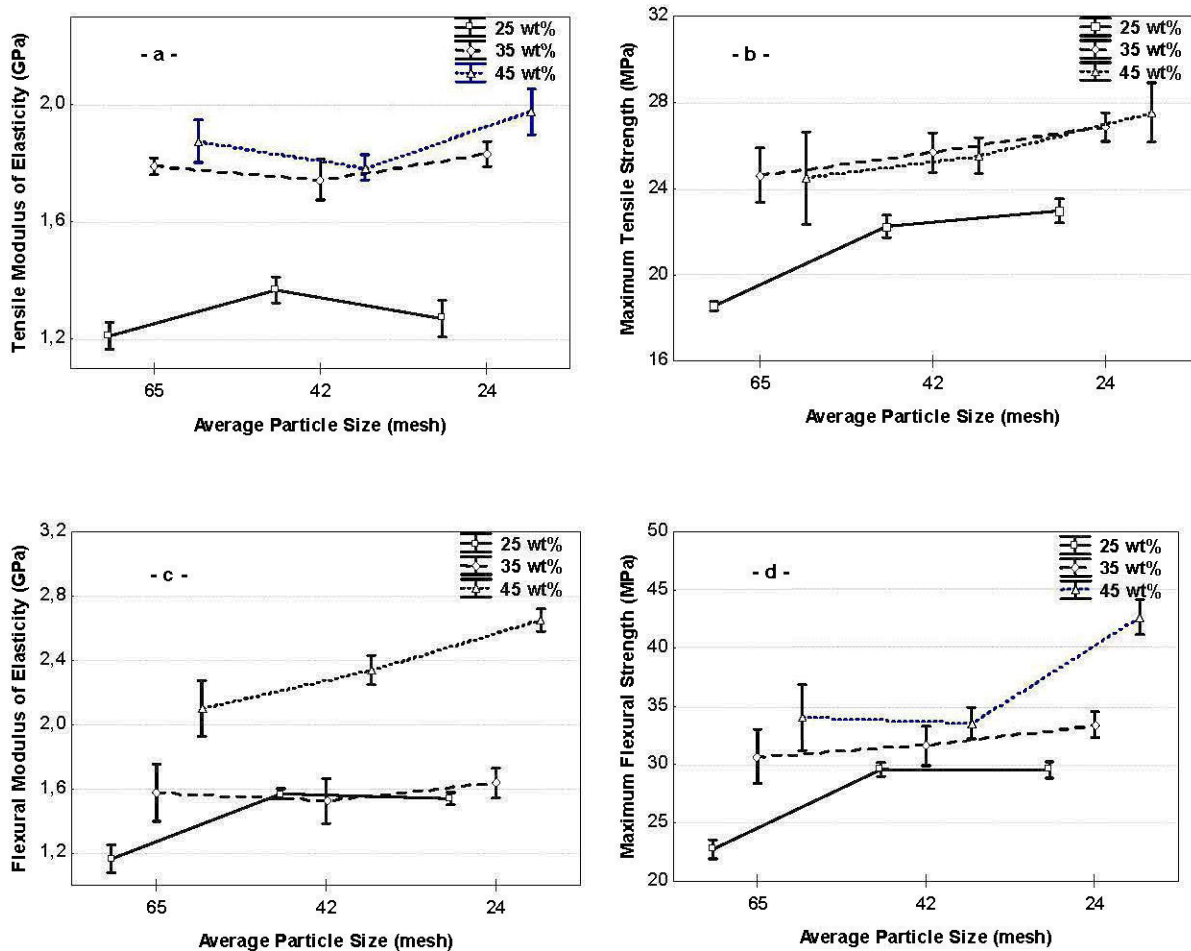 Tensile Modulus of Elasticity (GPa)
- a -
25 wt%
35 wt%
45 wt%
2,0
1,6
1,2
65 42 24
Average Particle Size (mesh)
Maximum Tensile Strength (MPa)
- b -
25 wt%
35 wt%
45 wt%
32
28
24
20
16
65 42 24
Average Particle Size (mesh)
Flexural Modulus of Elasticity (GPa)
- c -
25 wt%
35 wt%
45 wt%
3,2
2,8
2,4
2,0
1,6
1,2
65 42 24
Average Particle Size (mesh)
Maximum Flexural Strength (MPa)
- d -
25 wt%
35 wt%
45 wt%
50
45
40
35
30
25
20
65 42 24
Average Particle Size (mesh)